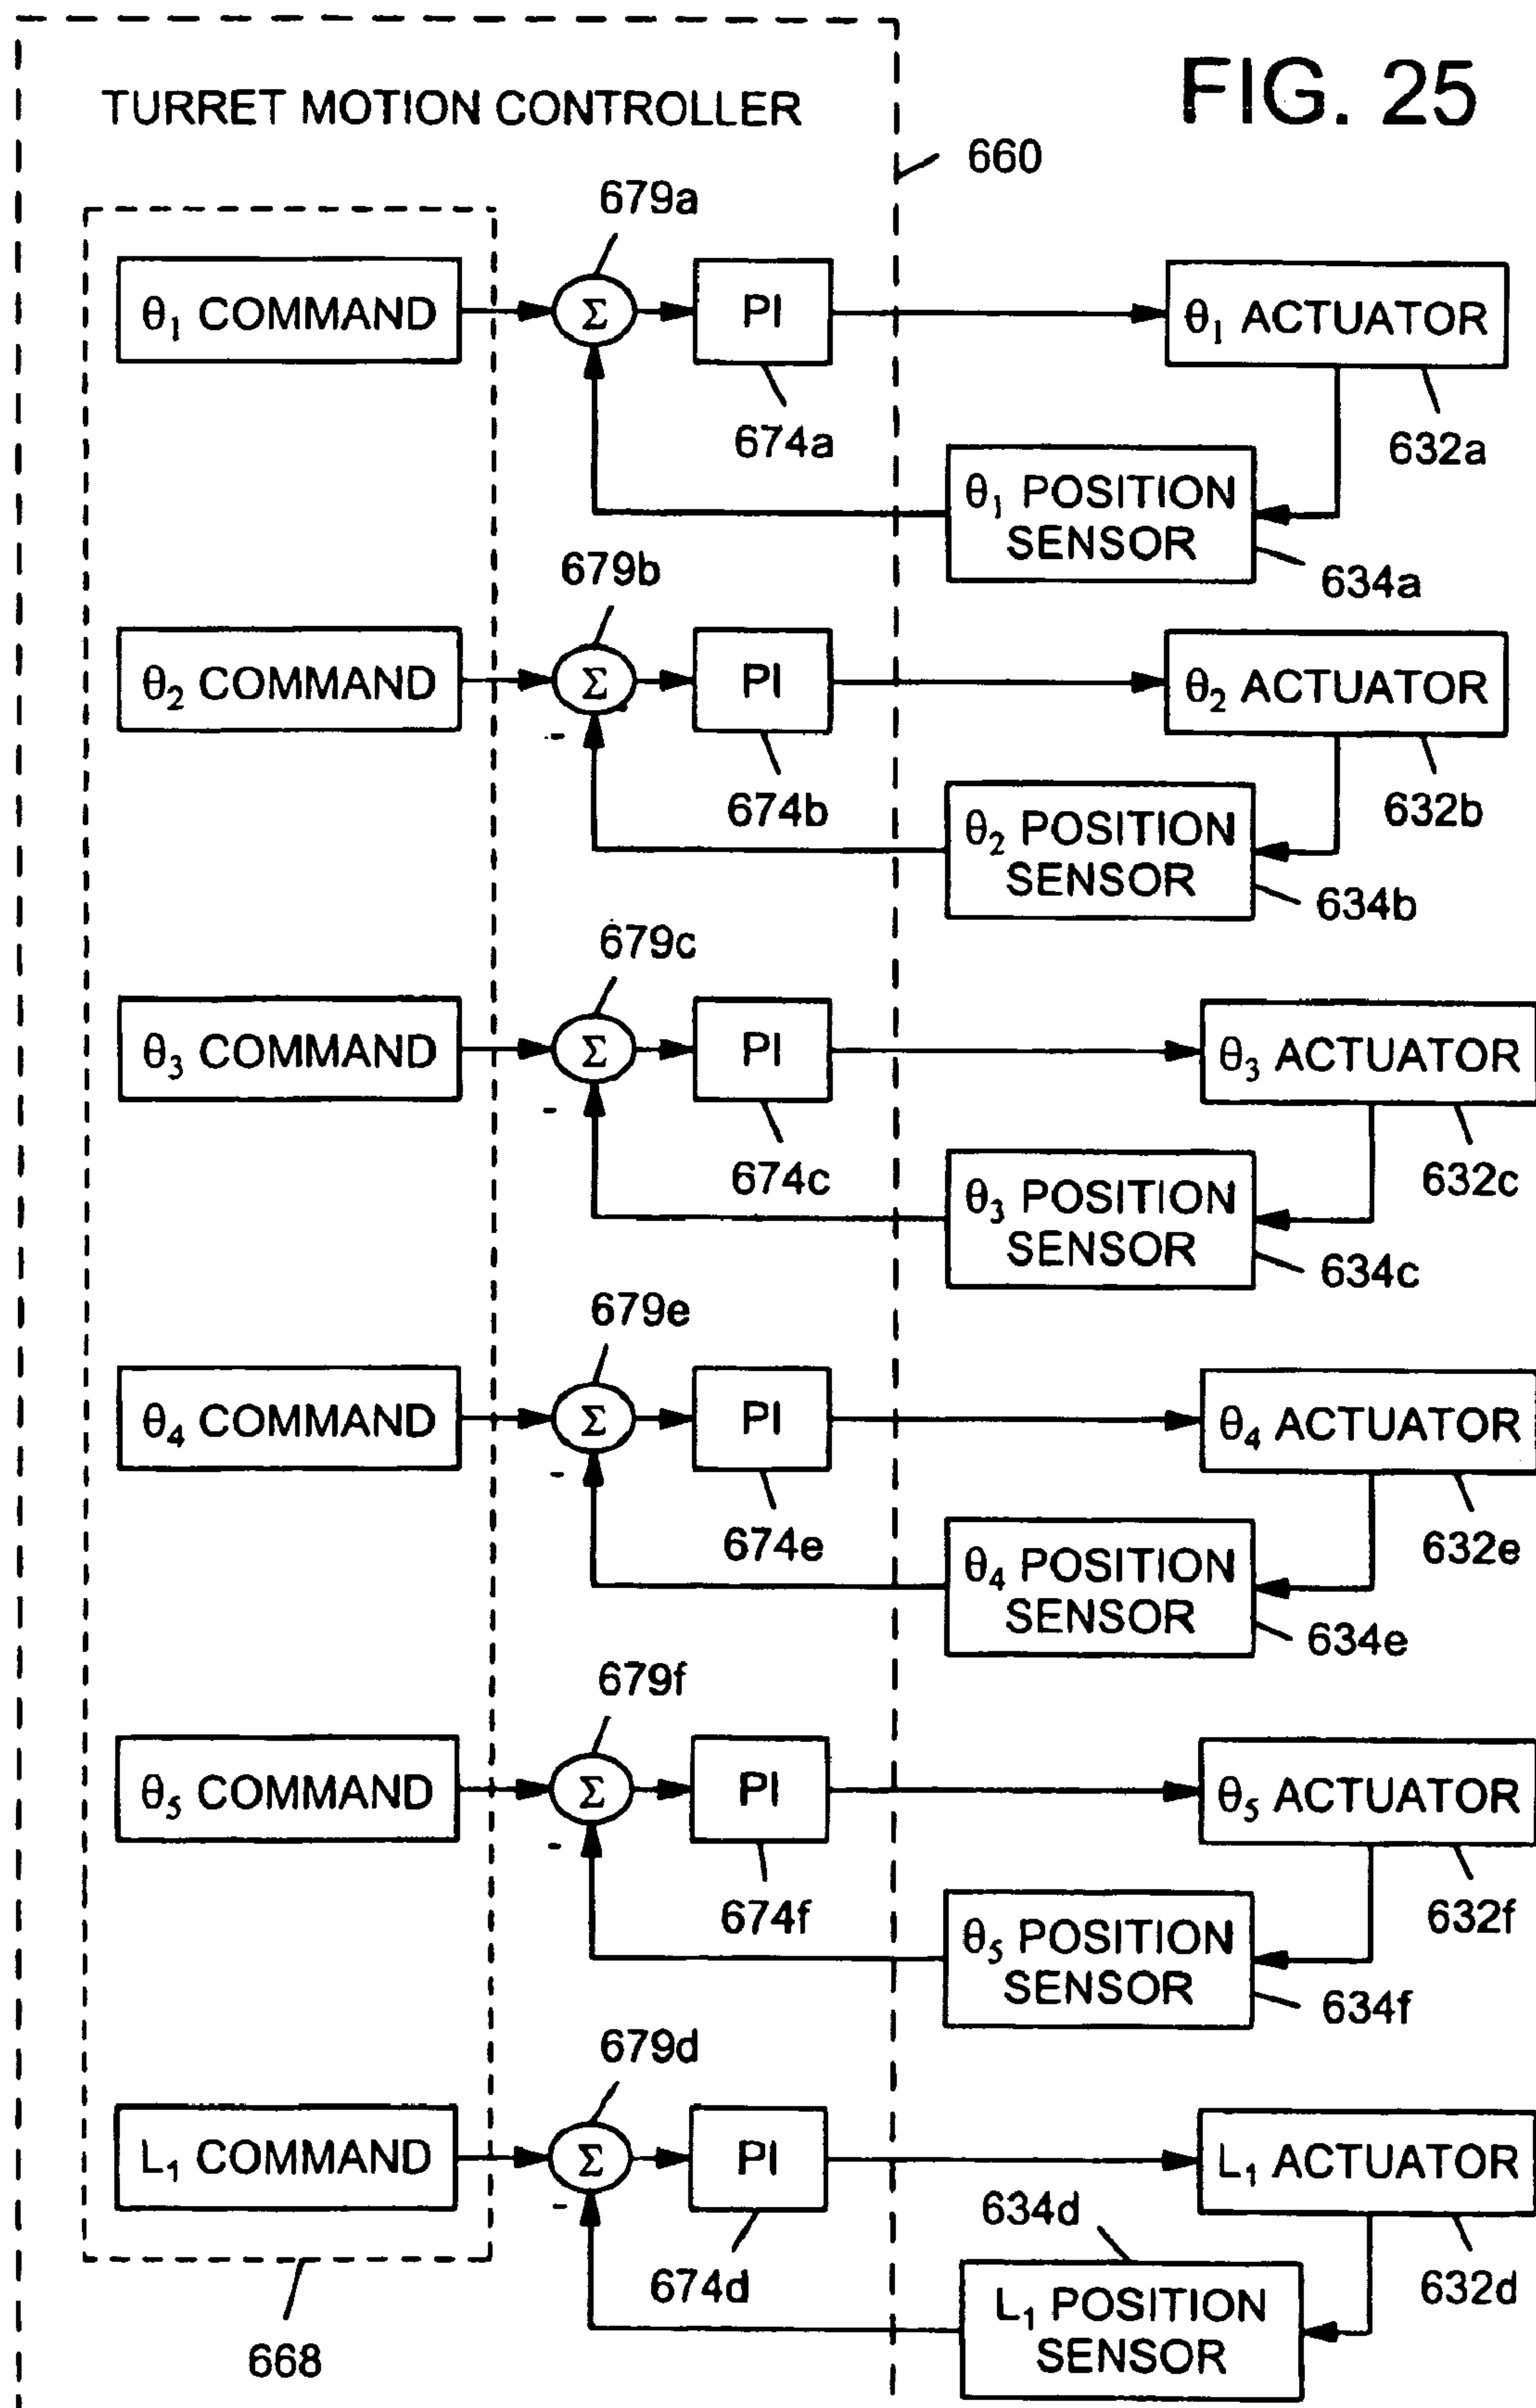 FIG. 25
TURRET MOTION CONTROLLER
660
679a
θ₁ COMMAND
Σ
PI
θ₁ ACTUATOR
674a
632a
θ₁ POSITION
SENSOR
634a
679b
θ₂ COMMAND
Σ
PI
θ₂ ACTUATOR
-
674b
632b
θ₂ POSITION
SENSOR
634b
679c
θ₃ COMMAND
Σ
PI
θ₃ ACTUATOR
-
674c
632c
θ₃ POSITION
SENSOR
634c
679e
θ₄ COMMAND
Σ
PI
θ₄ ACTUATOR
-
674e
632e
θ₄ POSITION
SENSOR
634e
679f
θ₅ COMMAND
Σ
PI
θ₅ ACTUATOR
-
674f
632f
θ₅ POSITION
SENSOR
634f
679d
L₁ COMMAND
Σ
PI
L₁ ACTUATOR
-
634d
674d
632d
L₁ POSITION
SENSOR
668